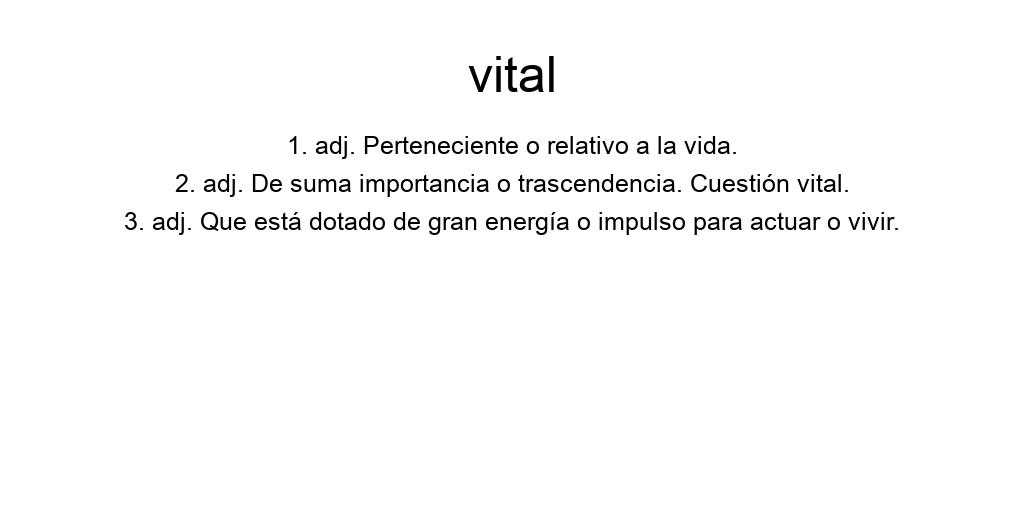 vital
1. adj. Perteneciente o relativo a la vida.
2. adj. De suma importancia o trascendencia. Cuestión vital.
3. adj. Que está dotado de gran energía o impulso para actuar o vivir.